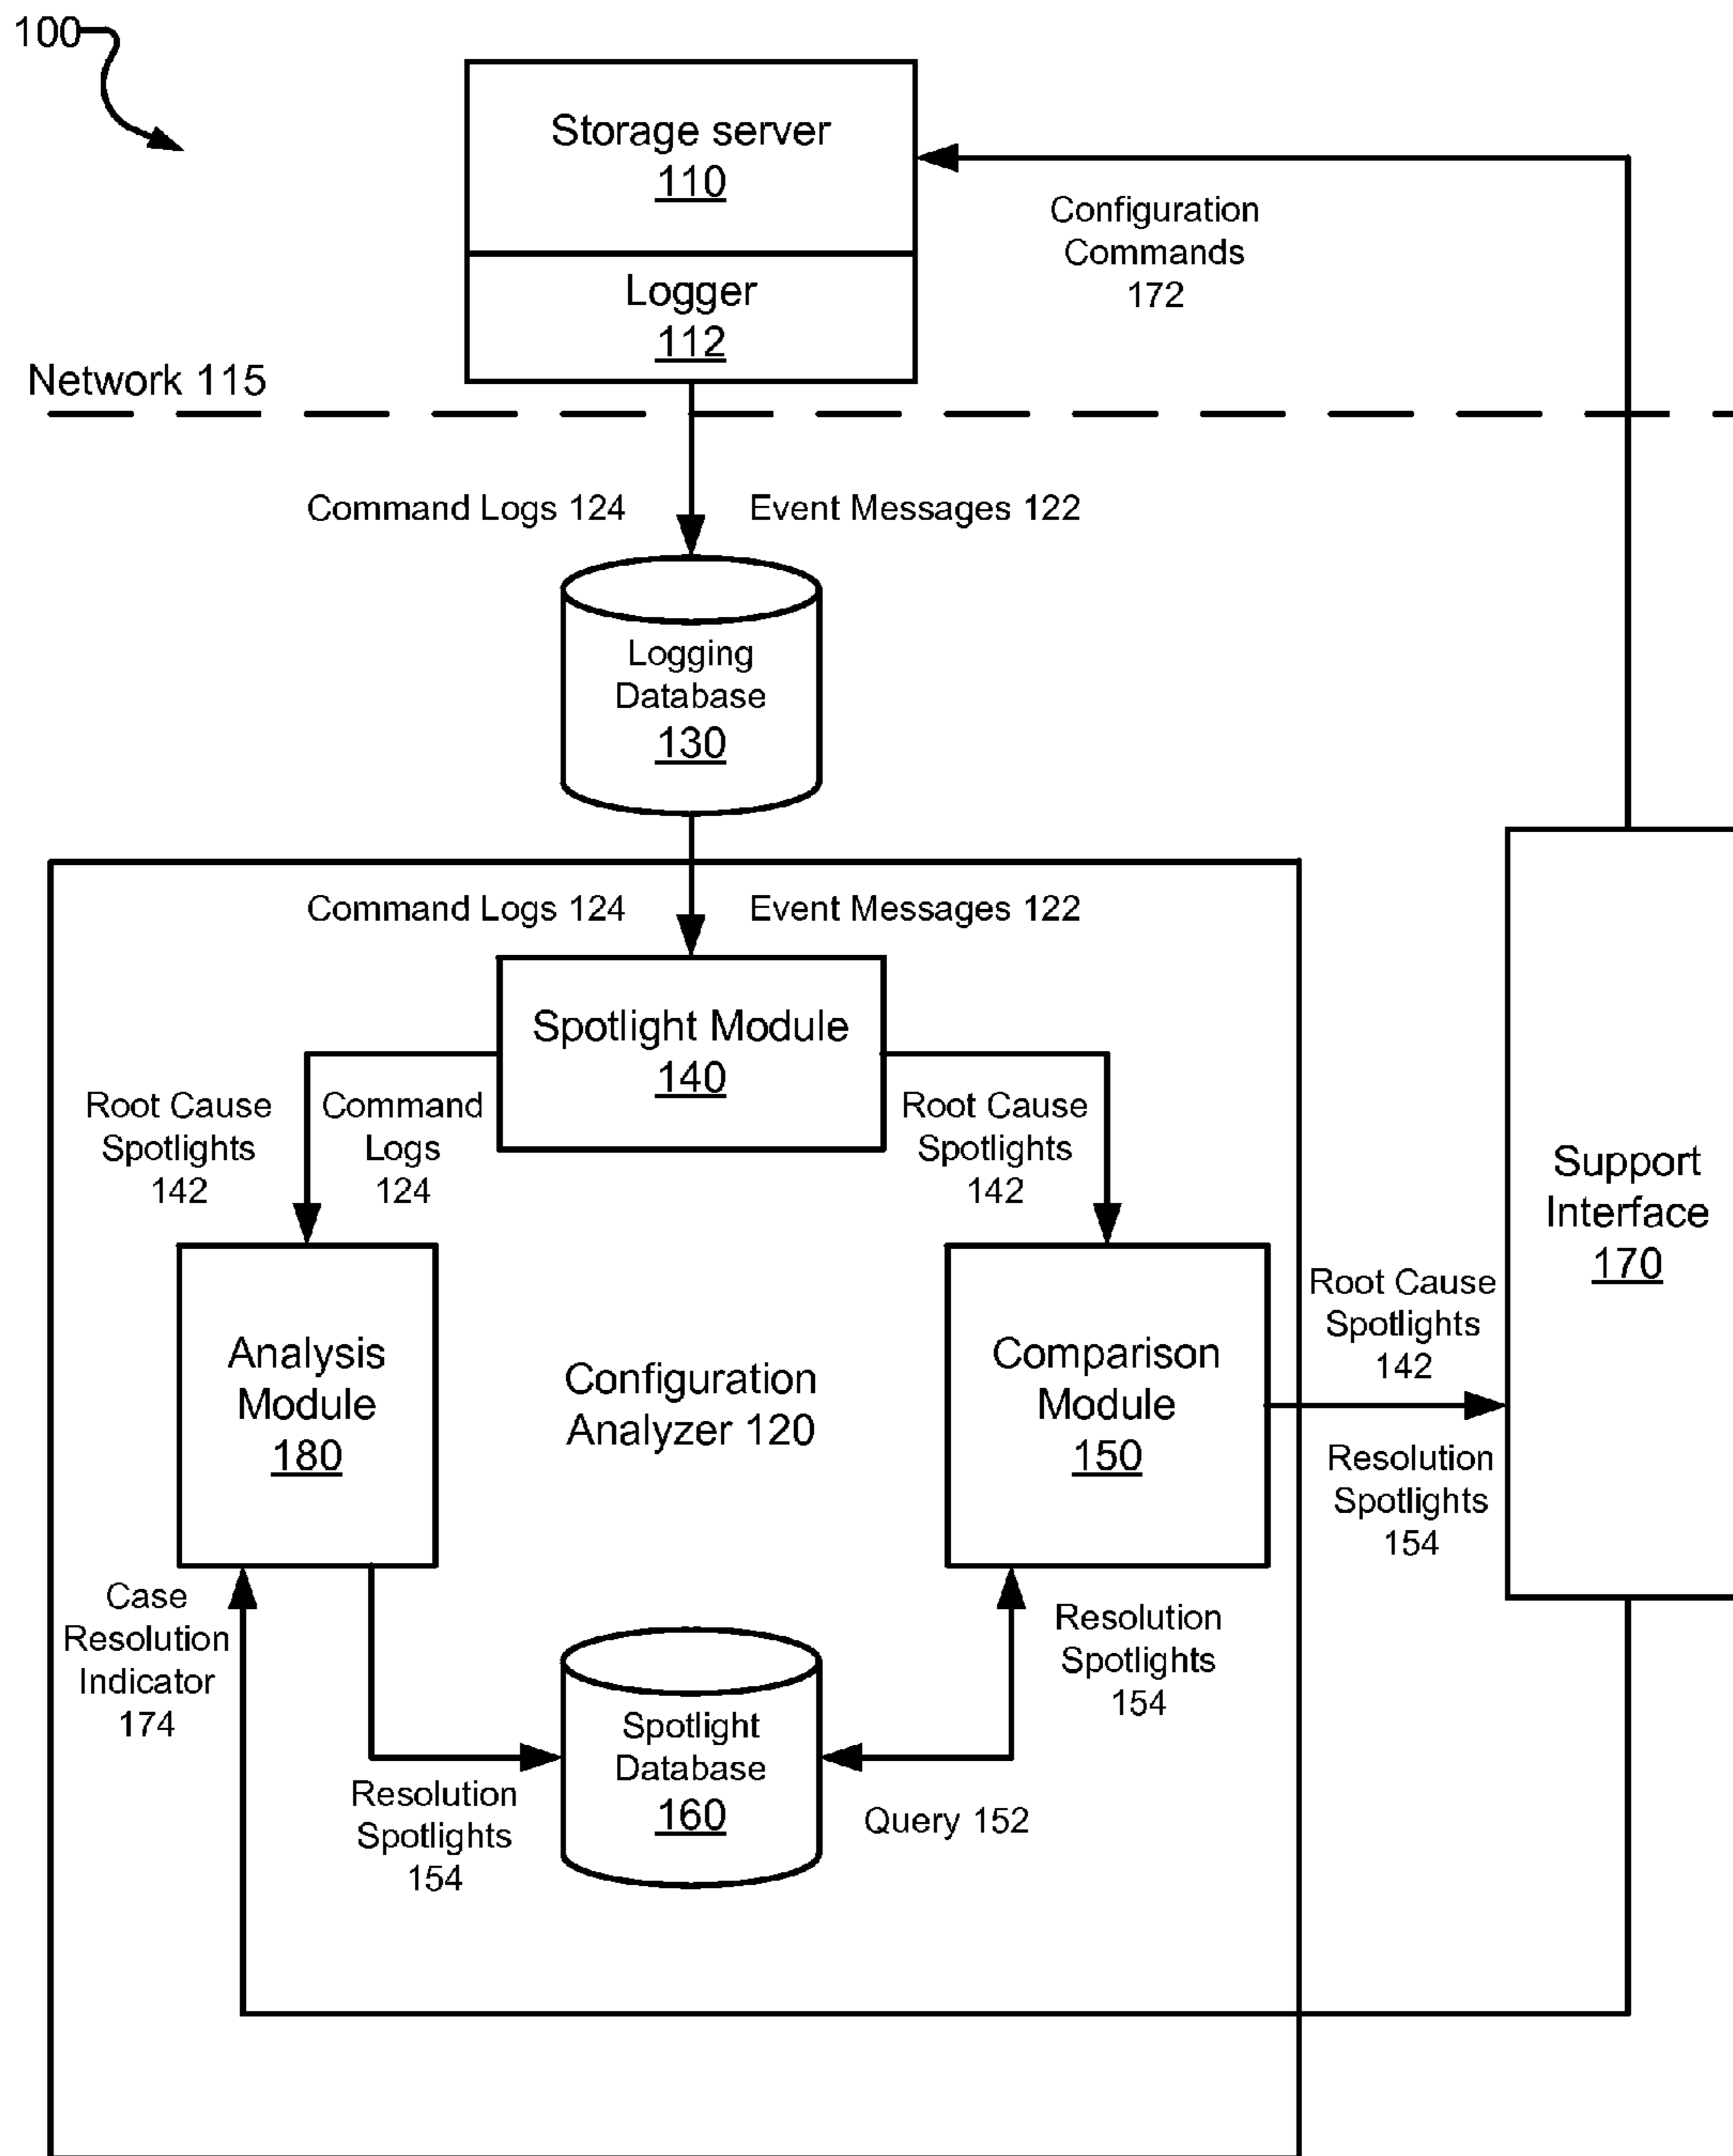 100
Storage server
110
Configuration
Commands
172
Logger
112
Network 115
Command Logs 124
Event Messages 122
Logging
Database
130
Command Logs 124
Event Messages 122
Spotlight Module
140
Root Cause
Spotlights
142
Command
Logs
124
Root Cause
Spotlights
142
Support
Interface
170
Analysis
Module
180
Configuration
Analyzer 120
Comparison
Module
150
Root Cause
Spotlights
142
Resolution
Spotlights
154
Case
Resolution
Indicator
174
Resolution
Spotlights
154
Spotlight
Database
160
Resolution
Spotlights
154
Query 152